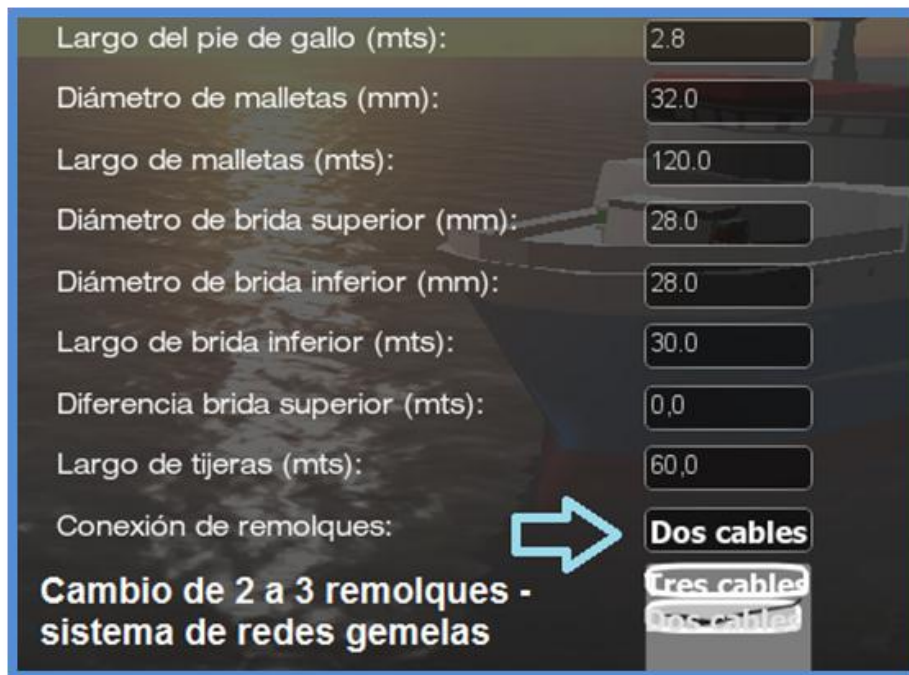 Largo del pie de gallo (mts): 2.8
Diámetro de malletas (mm): 32.0
Largo de malletas (mts): 120.0
Diámetro de brida superior (mm): 28.0
Diámetro de brida inferior (mm): 28.0
Largo de brida inferior (mts): 30.0
Diferencia brida superior (mts): 0,0
Largo de tijeras (mts): 60,0
Conexión de remolques: Dos cables
Tres cables
Dos cables
Cambio de 2 a 3 remolques -
sistema de redes gemelas